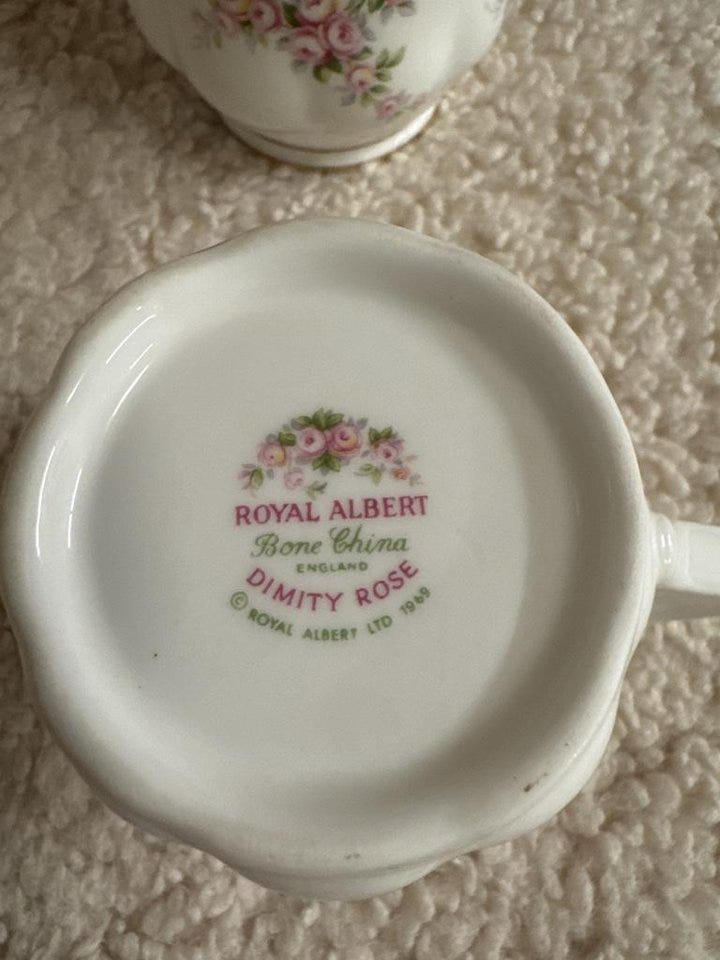 ROYAL ALBERT
Bone China
ENGLAND
DIMITY ROSE
© ROYAL ALBERT LTD 1969